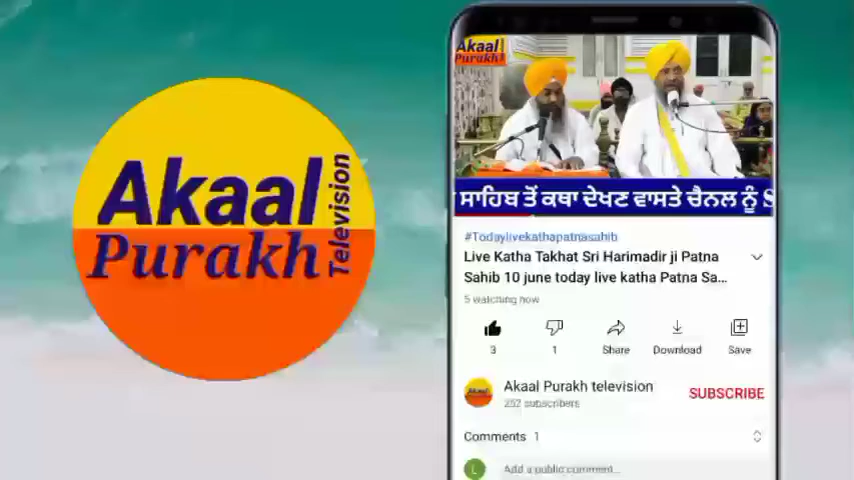 Akaal
Purakh
Television
Akaal
Purakh
ਸਾਹਿਬ ਤੋਂ ਕਥਾ ਦੇਖਣ ਵਾਸਤੇ ਚੈਨਲ ਨੂੰ S
#Todaylivekathapatnasahib
Live Katha Takhat Sri Harimadir ji Patna
Sahib 10 june today live katha Patna Sa...
5 watching now
3
1
Share
Download
Save
Akaal Purakh television
252 subscribers
SUBSCRIBE
Comments 1
L
Add a public comment...